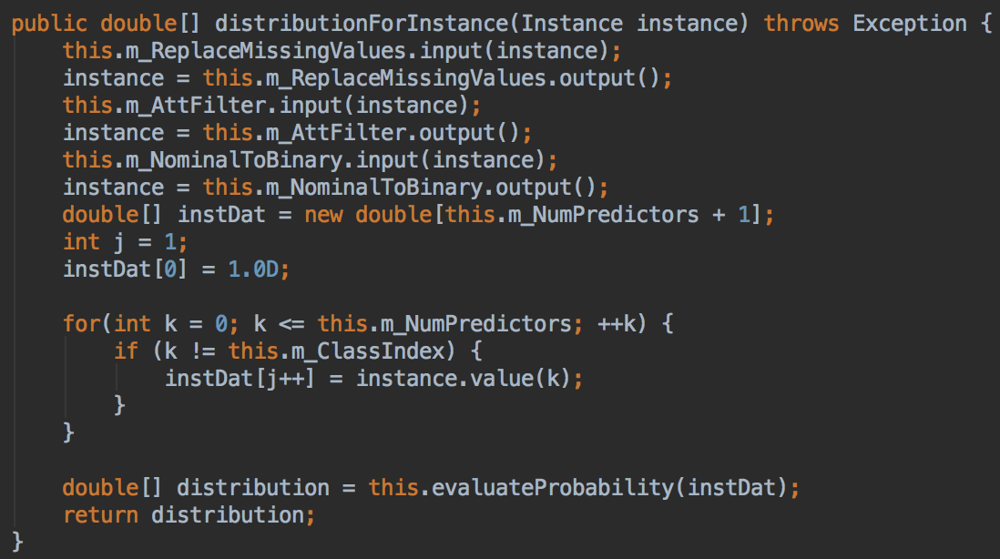 public double[] distributionForInstance(Instance instance) throws Exception {
    this.m_ReplaceMissingValues.input(instance);
    instance = this.m_ReplaceMissingValues.output();
    this.m_AttFilter.input(instance);
    instance = this.m_AttFilter.output();
    this.m_NominalToBinary.input(instance);
    instance = this.m_NominalToBinary.output();
    double[] instDat = new double[this.m_NumPredictors + 1];
    int j = 1;
    instDat[0] = 1.0D;

    for(int k = 0; k <= this.m_NumPredictors; ++k) {
        if (k != this.m_ClassIndex) {
            instDat[j++] = instance.value(k);
        }
    }

    double[] distribution = this.evaluateProbability(instDat);
    return distribution;
}